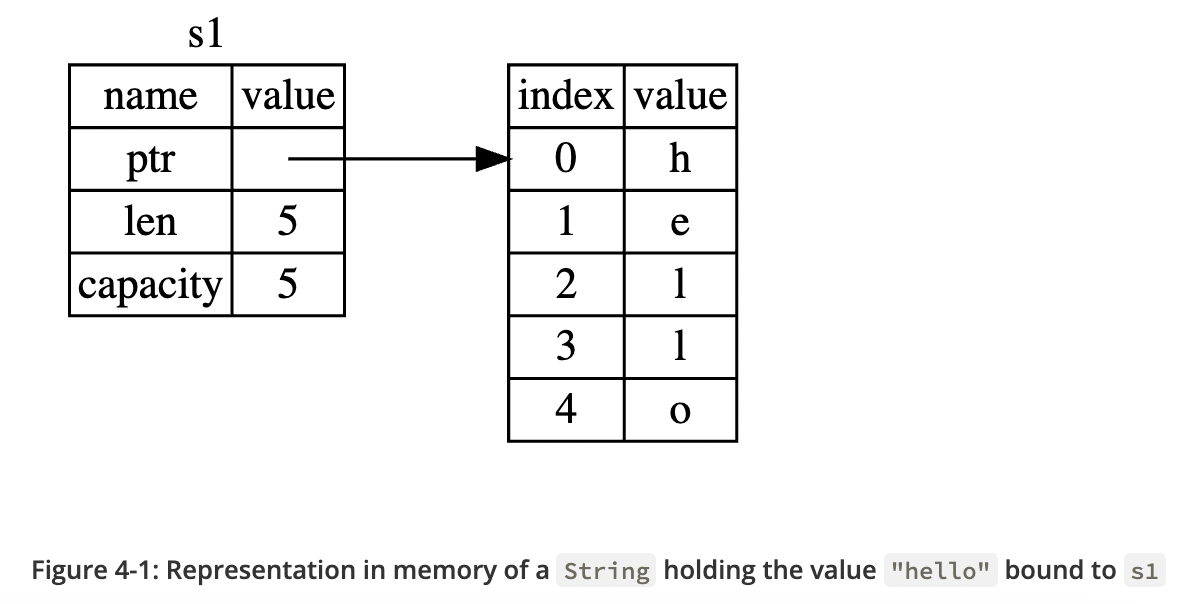 s1
name value
ptr
len 5
capacity 5
index value
0 h
1 e
2 l
3 l
4 o
Figure 4-1: Representation in memory of a String holding the value "hello" bound to s1